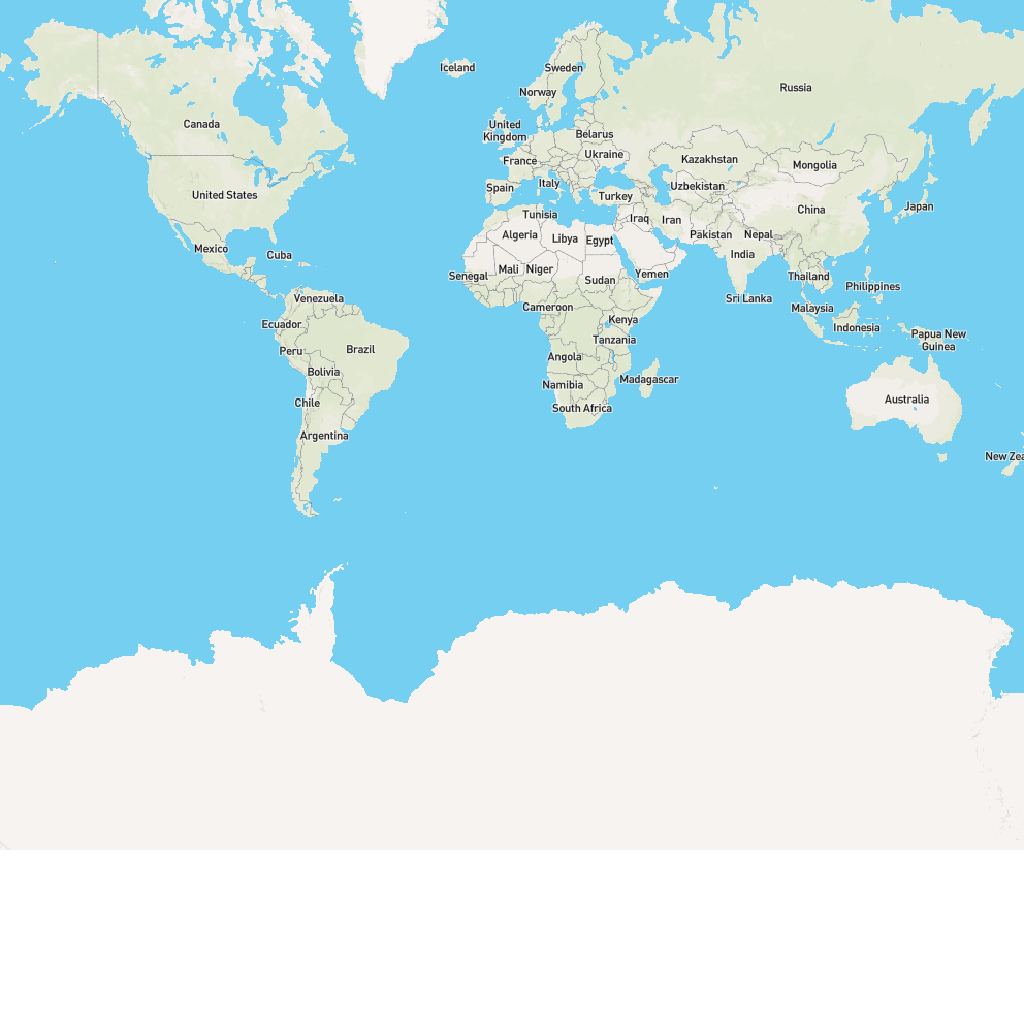 Iceland
Sweden
Russia
Norway
Canada
United
Kingdom
Belarus
Ukraine
France
Kazakhstan
Mongolia
Italy
Spain
Uzbekistan
United States
Turkey
Japan
China
Tunisia
Iraq
Iran
Algeria
Libya
Egypt
Pakistan
Nepal
Mexico
Cuba
India
Mali
Niger
Senegal
Yemen
Sudan
Thailand
Philippines
Venezuela
Sri Lanka
Cameroon
Malaysia
Kenya
Ecuador
Indonesia
Papua New
Guinea
Tanzania
Peru
Brazil
Angola
Bolivia
Madagascar
Namibia
Chile
Australia
South Africa
Argentina
New Zea